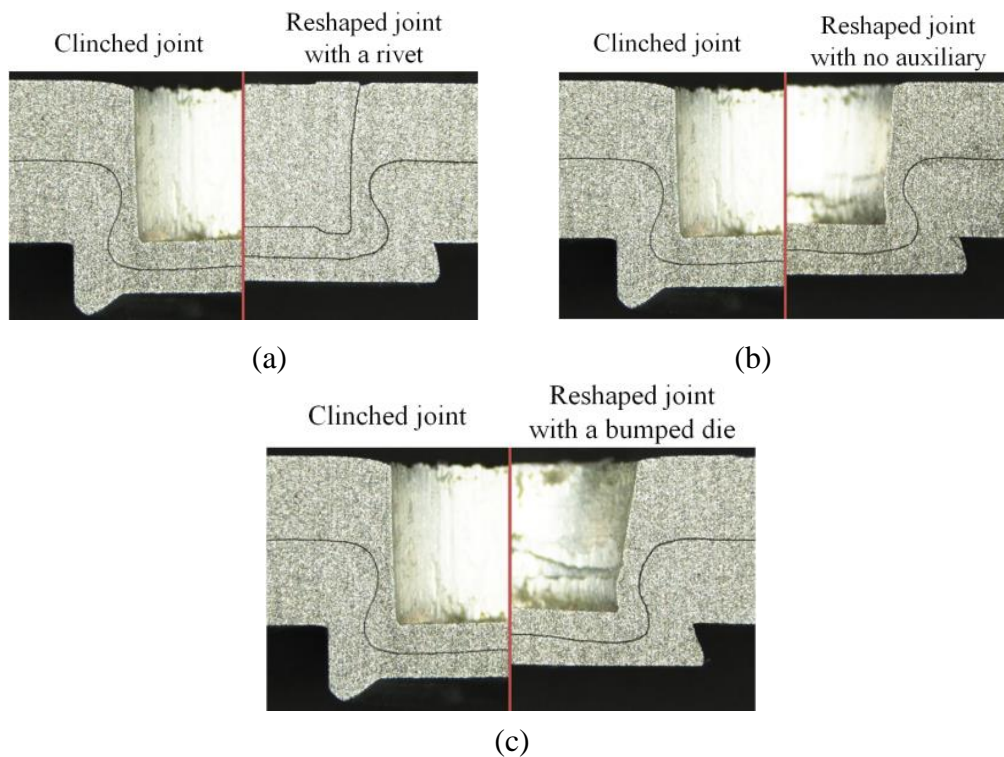 Clinched joint
Reshaped joint
with a rivet
Clinched joint
Reshaped joint
with no auxiliary
(a)
(b)
Clinched joint
Reshaped joint
with a bumped die
(c)